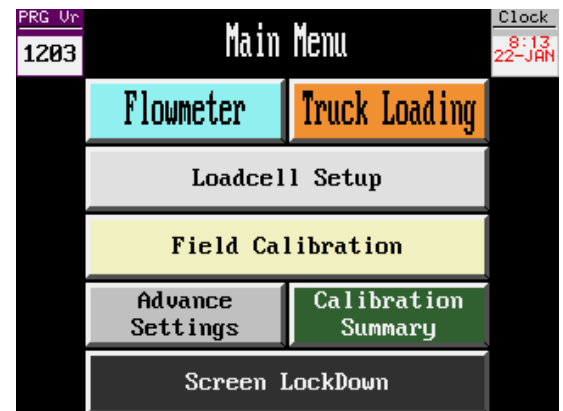 PRG Vr
1203
Main Menu
Clock
8:13
22-JAN
Flowmeter
Truck Loading
Loadcell Setup
Field Calibration
Advance
Settings
Calibration
Summary
Screen LockDown